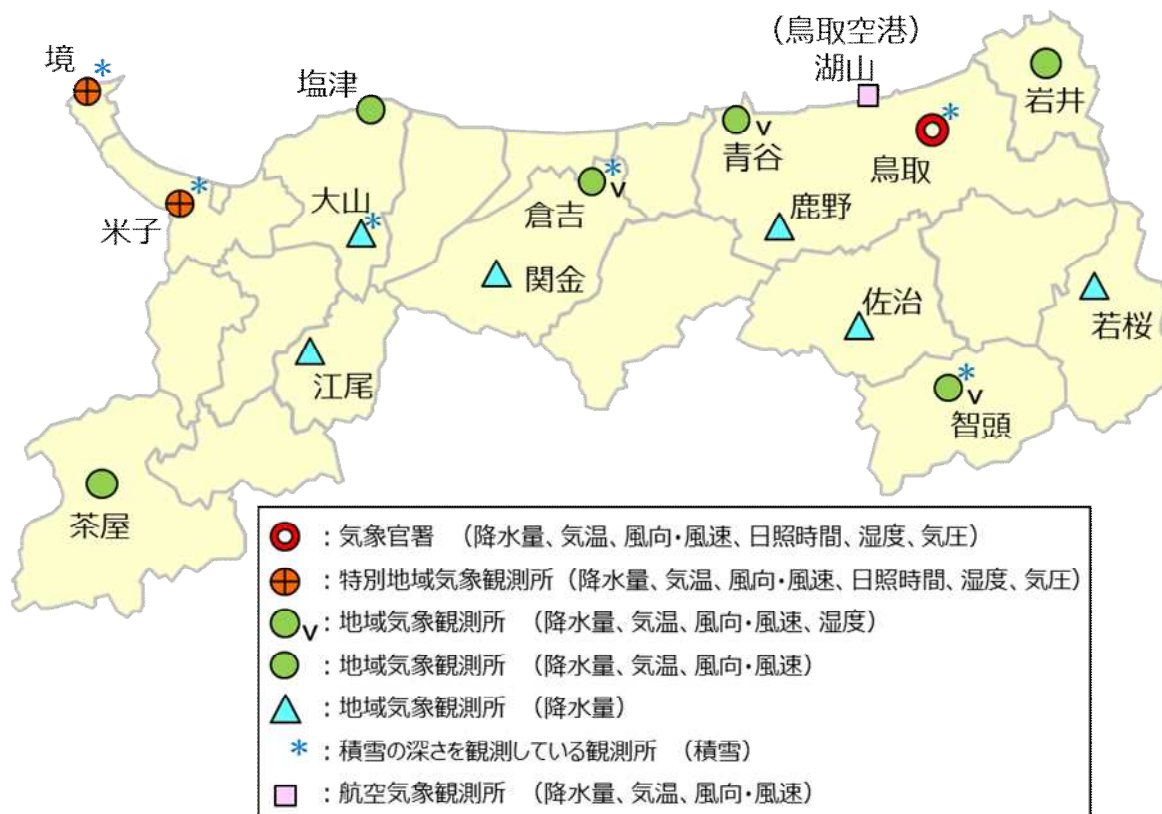 (鳥取空港)
湖山
境
*
塩津
岩井
青谷
v
鳥取
*
米子
*
大山
*
倉吉
*
v
鹿野
関金
佐治
若桜
江尾
智頭
*
v
茶屋
：気象官署 （降水量、気温、風向・風速、日照時間、湿度、気圧）
：特別地域気象観測所（降水量、気温、風向・風速、日照時間、湿度、気圧）
v：地域気象観測所 （降水量、気温、風向・風速、湿度）
：地域気象観測所 （降水量、気温、風向・風速）
：地域気象観測所 （降水量）
*：積雪の深さを観測している観測所 （積雪）
：航空気象観測所 （降水量、気温、風向・風速）